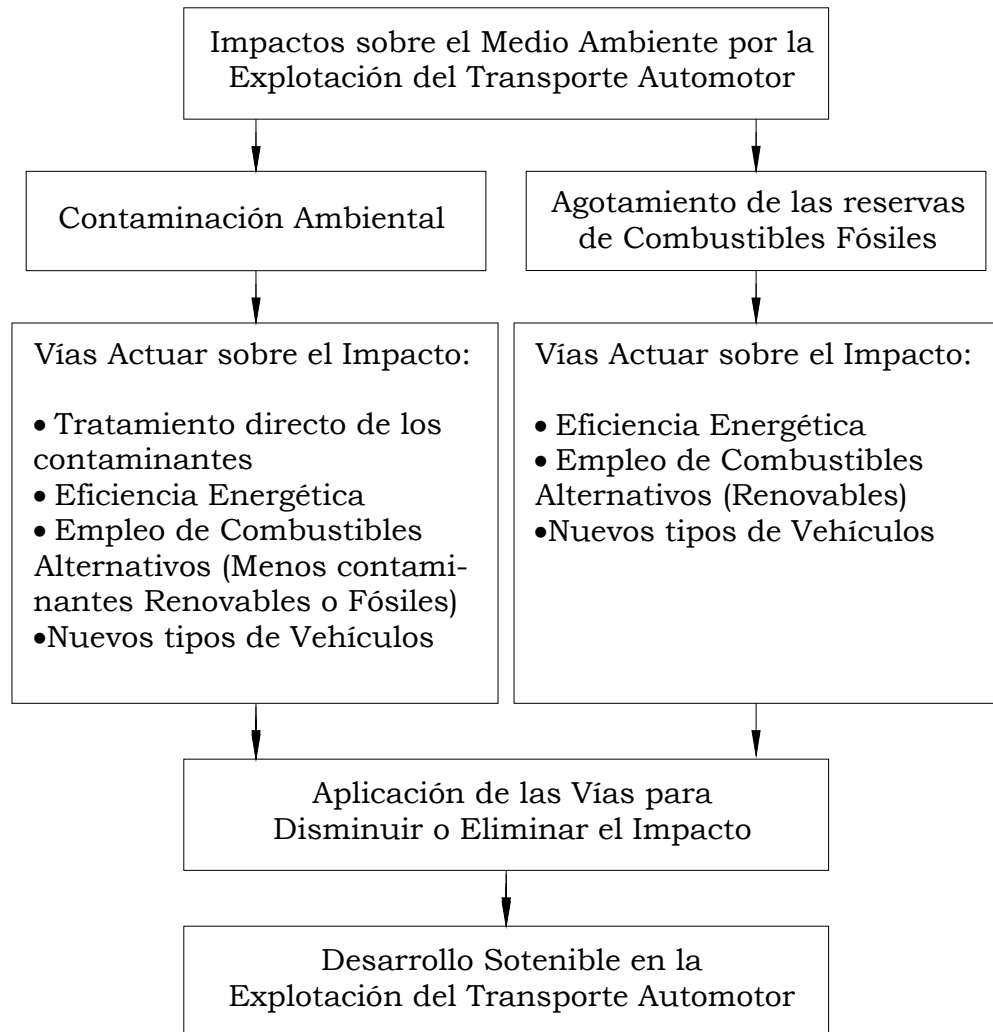 Impactos sobre el Medio Ambiente por la
Explotación del Transporte Automotor
Contaminación Ambiental
Agotamiento de las reservas
de Combustibles Fósiles
Vías Actuar sobre el Impacto:
• Tratamiento directo de los
contaminantes
• Eficiencia Energética
• Empleo de Combustibles
Alternativos (Menos contami-
nantes Renovables o Fósiles)
•Nuevos tipos de Vehículos
Vías Actuar sobre el Impacto:
• Eficiencia Energética
• Empleo de Combustibles
Alternativos (Renovables)
•Nuevos tipos de Vehículos
Aplicación de las Vías para
Disminuir o Eliminar el Impacto
Desarrollo Sotenible en la
Explotación del Transporte Automotor